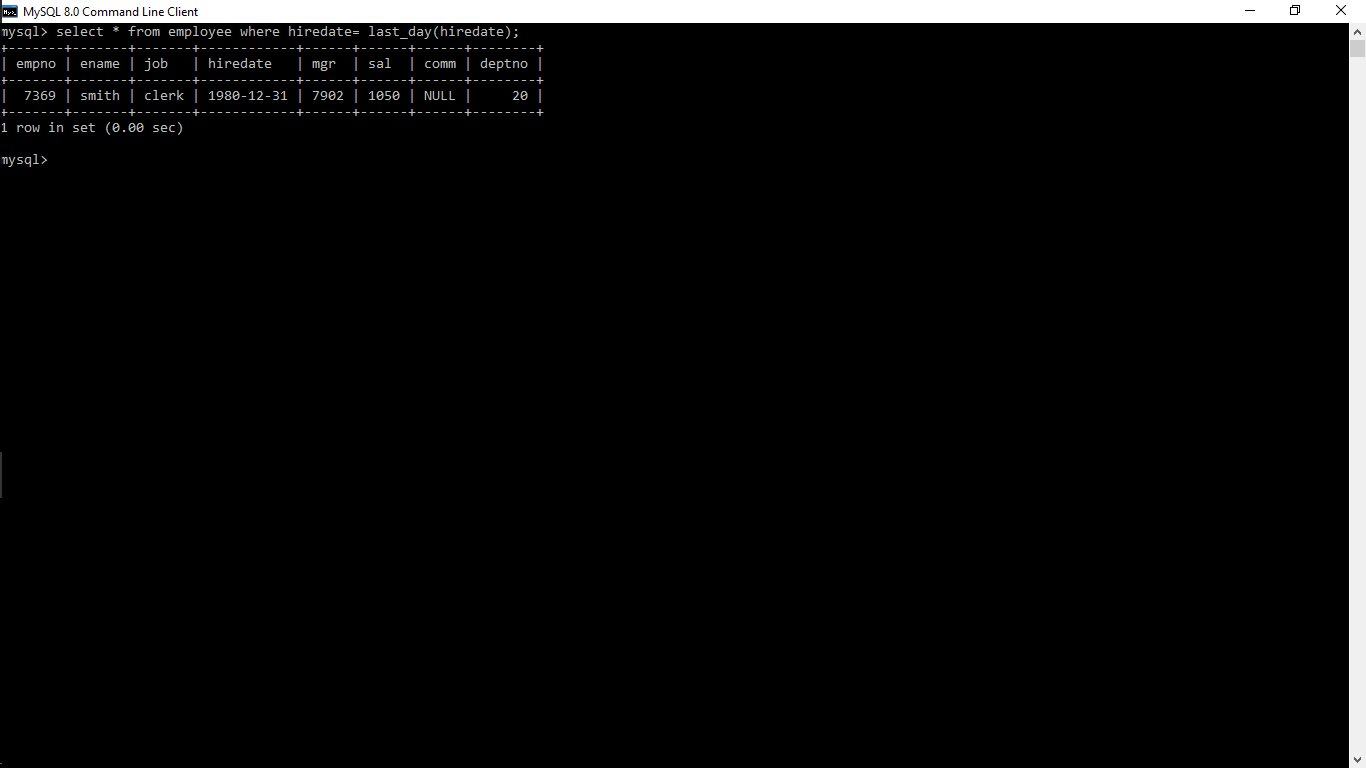 MySQL 8.0 Command Line Client
mysql> select * from employee where hiredate= last_day(hiredate);
+-------+-------+-------+------------+------+------+------+--------+
| empno | ename | job   | hiredate   | mgr  | sal  | comm | deptno |
+-------+-------+-------+------------+------+------+------+--------+
|  7369 | smith | clerk | 1980-12-31 | 7902 | 1050 | NULL |     20 |
+-------+-------+-------+------------+------+------+------+--------+
1 row in set (0.00 sec)
mysql>